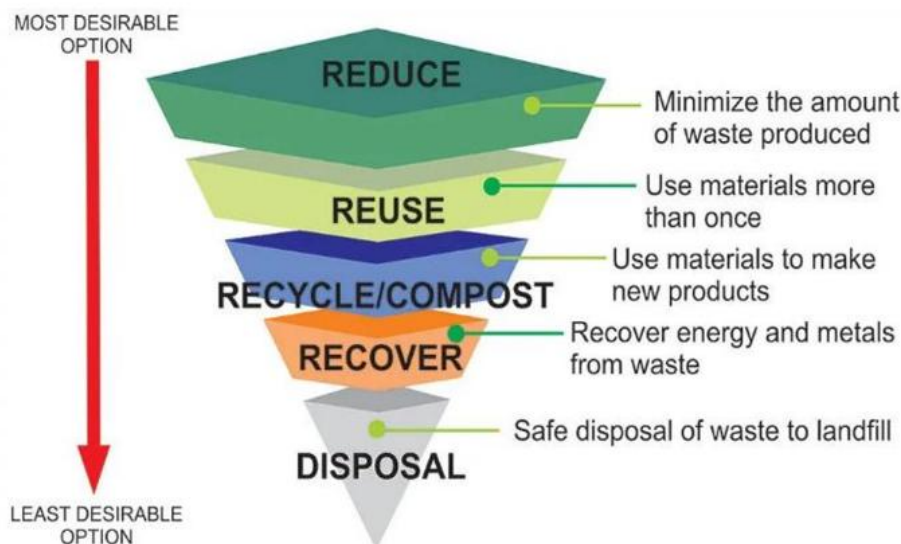 MOST DESIRABLE
OPTION
REDUCE
Minimize the amount
of waste produced
REUSE
Use materials more
than once
RECYCLE/COMPOST
Use materials to make
new products
RECOVER
Recover energy and metals
from waste
DISPOSAL
Safe disposal of waste to landfill
LEAST DESIRABLE
OPTION